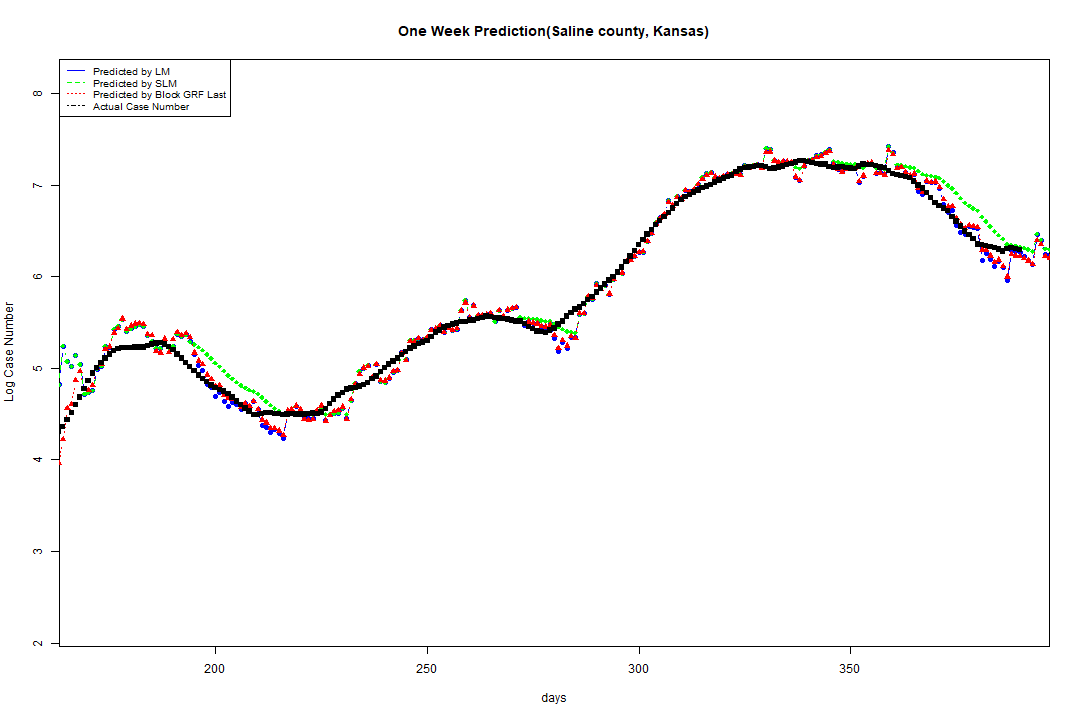 One Week Prediction(Saline county, Kansas)
Predicted by LM
Predicted by SLM
Predicted by Block GRF Last
Actual Case Number
Log Case Number
8
7
6
5
4
3
2
200 250 300 350
days